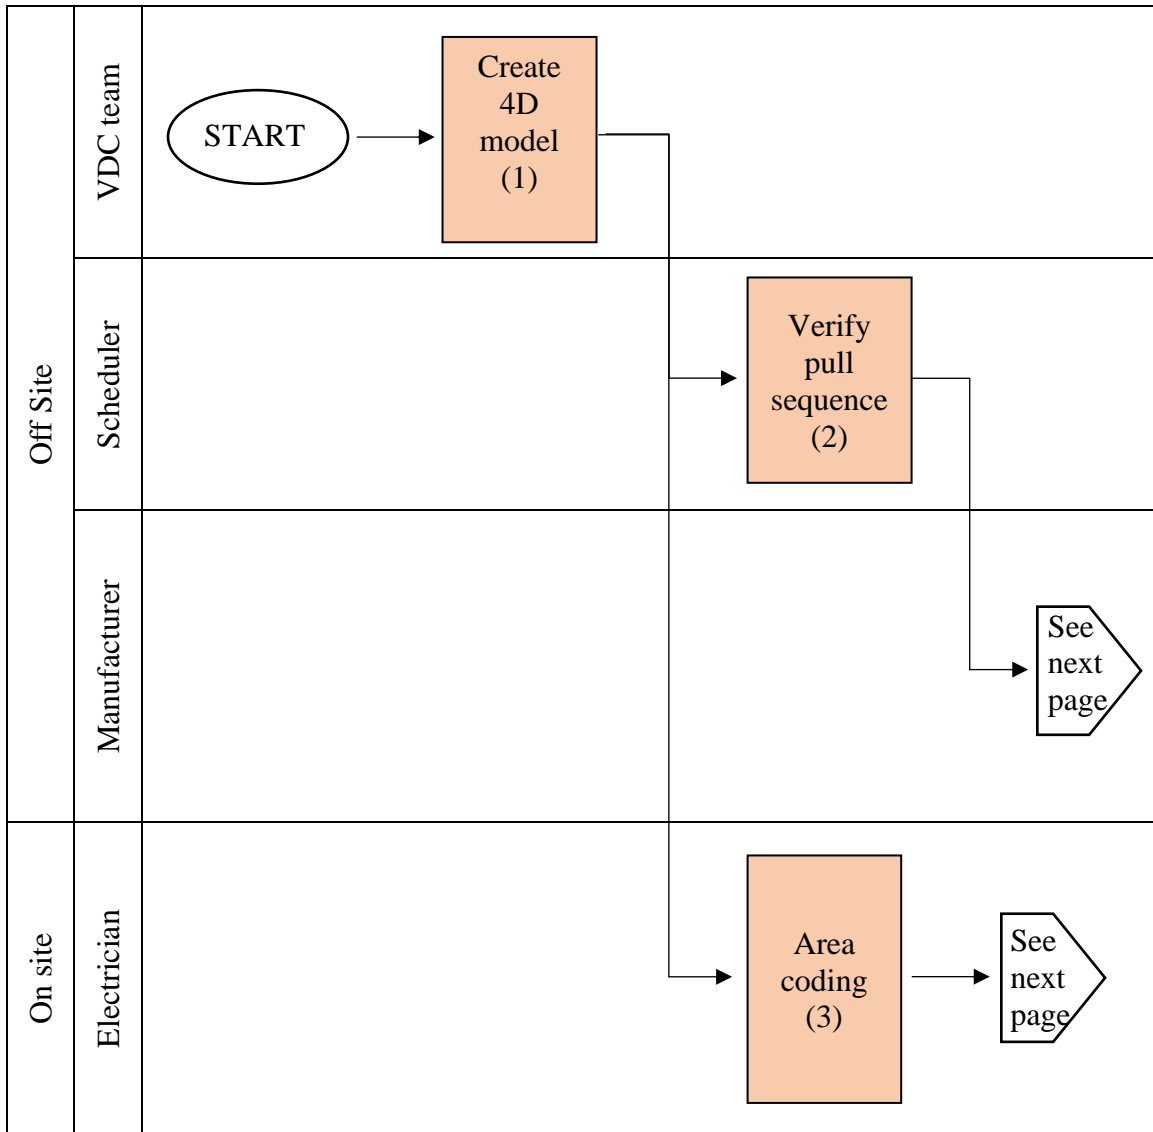 Off Site
VDC team
START
Create
4D
model
(1)
Scheduler
Verify
pull
sequence
(2)
Manufacturer
See
next
page
On site
Electrician
Area
coding
(3)
See
next
page